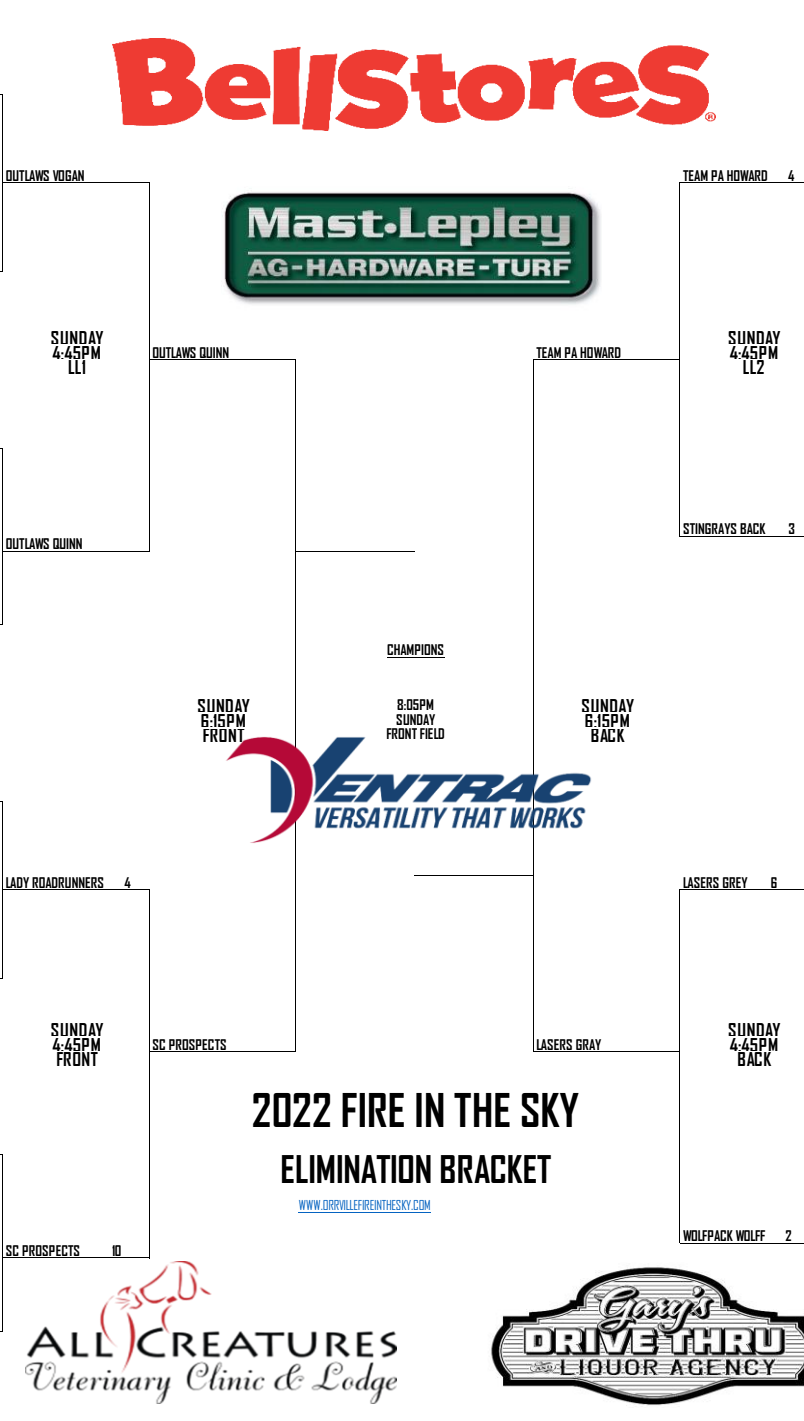 BellStores®
OUTLAWS VOGAN
TEAM PA HOWARD 4
Mast•Lepley
AG-HARDWARE-TURF
SUNDAY
4:45PM
LL1
SUNDAY
4:45PM
LL2
OUTLAWS QUINN
TEAM PA HOWARD
STINGRAYS BACK 3
OUTLAWS QUINN
CHAMPIONS
SUNDAY
6:15PM
FRONT
8:05PM
SUNDAY
FRONT FIELD
SUNDAY
6:15PM
BACK
VENTRAC
VERSATILITY THAT WORKS
LADY ROADRUNNERS 4
LASERS GREY 6
SUNDAY
4:45PM
FRONT
SUNDAY
4:45PM
BACK
SC PROSPECTS
LASERS GRAY
2022 FIRE IN THE SKY
ELIMINATION BRACKET
WWW.ORRVILLEFIREINTHESKY.COM
WOLFPACK WOLFF 2
SC PROSPECTS 10
ALL CREATURES
Veterinary Clinic & Lodge
Gary's
DRIVE THRU
AND LIQUOR AGENCY